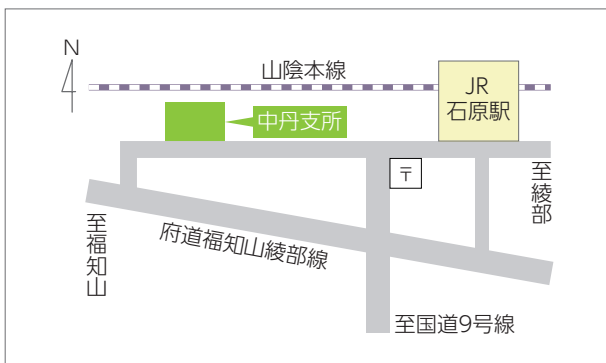 N
山陰本線
JR
石原駅
中丹支所
〒
至綾部
至福知山
府道福知山綾部線
至国道9号線